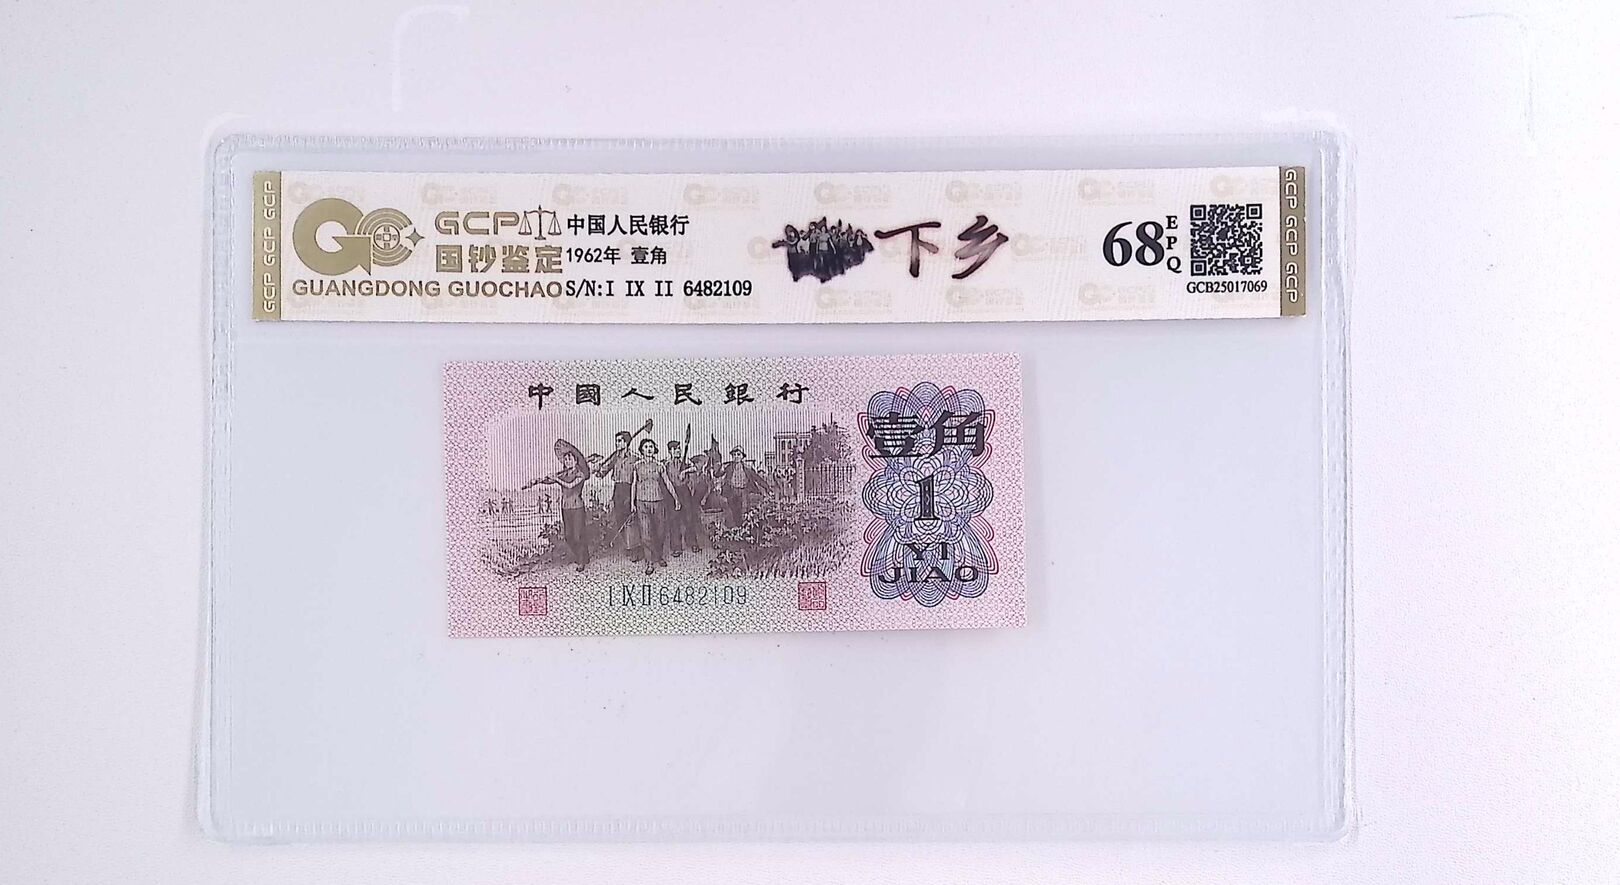 GCP 中国人民银行
国钞鉴定 1962年 壹角
GUANGDONG GUOCHAO S/N:I IX II 6482109
下乡
68 EPQ
GCB25017069
GCP GCP GCP
GCP GCP GCP
中國人民銀行
壹角
1
YI
JIAO
I IX II 6482109